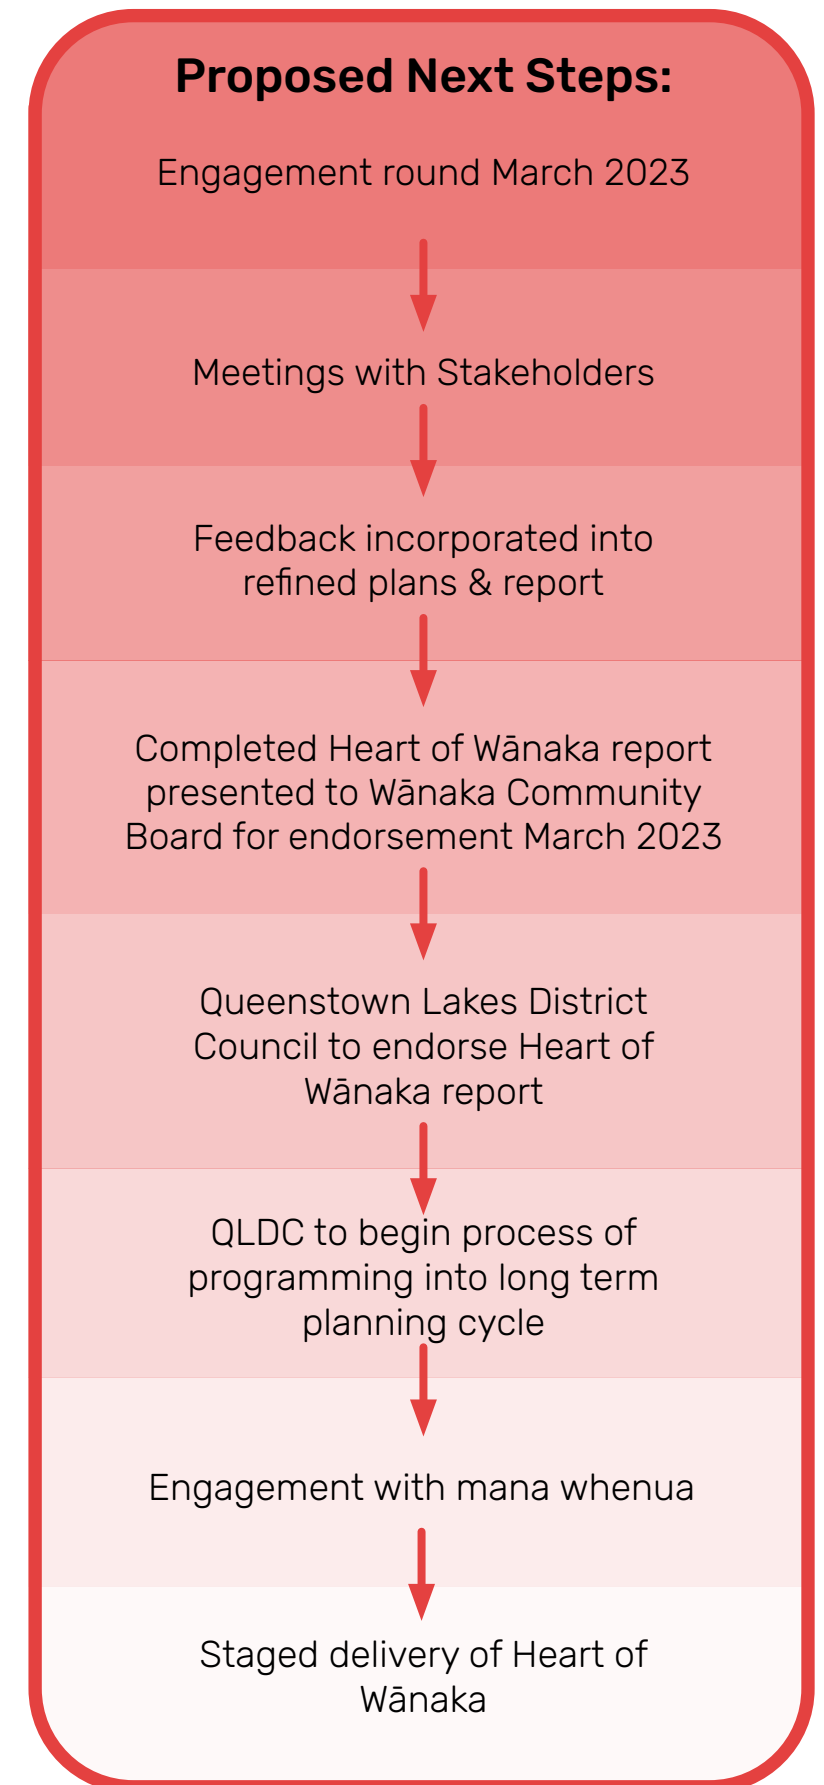 Proposed Next Steps:
Engagement round March 2023
Meetings with Stakeholders
Feedback incorporated into
refined plans & report
Completed Heart of Wānaka report
presented to Wānaka Community
Board for endorsement March 2023
Queenstown Lakes District
Council to endorse Heart of
Wānaka report
QLDC to begin process of
programming into long term
planning cycle
Engagement with mana whenua
Staged delivery of Heart of
Wānaka